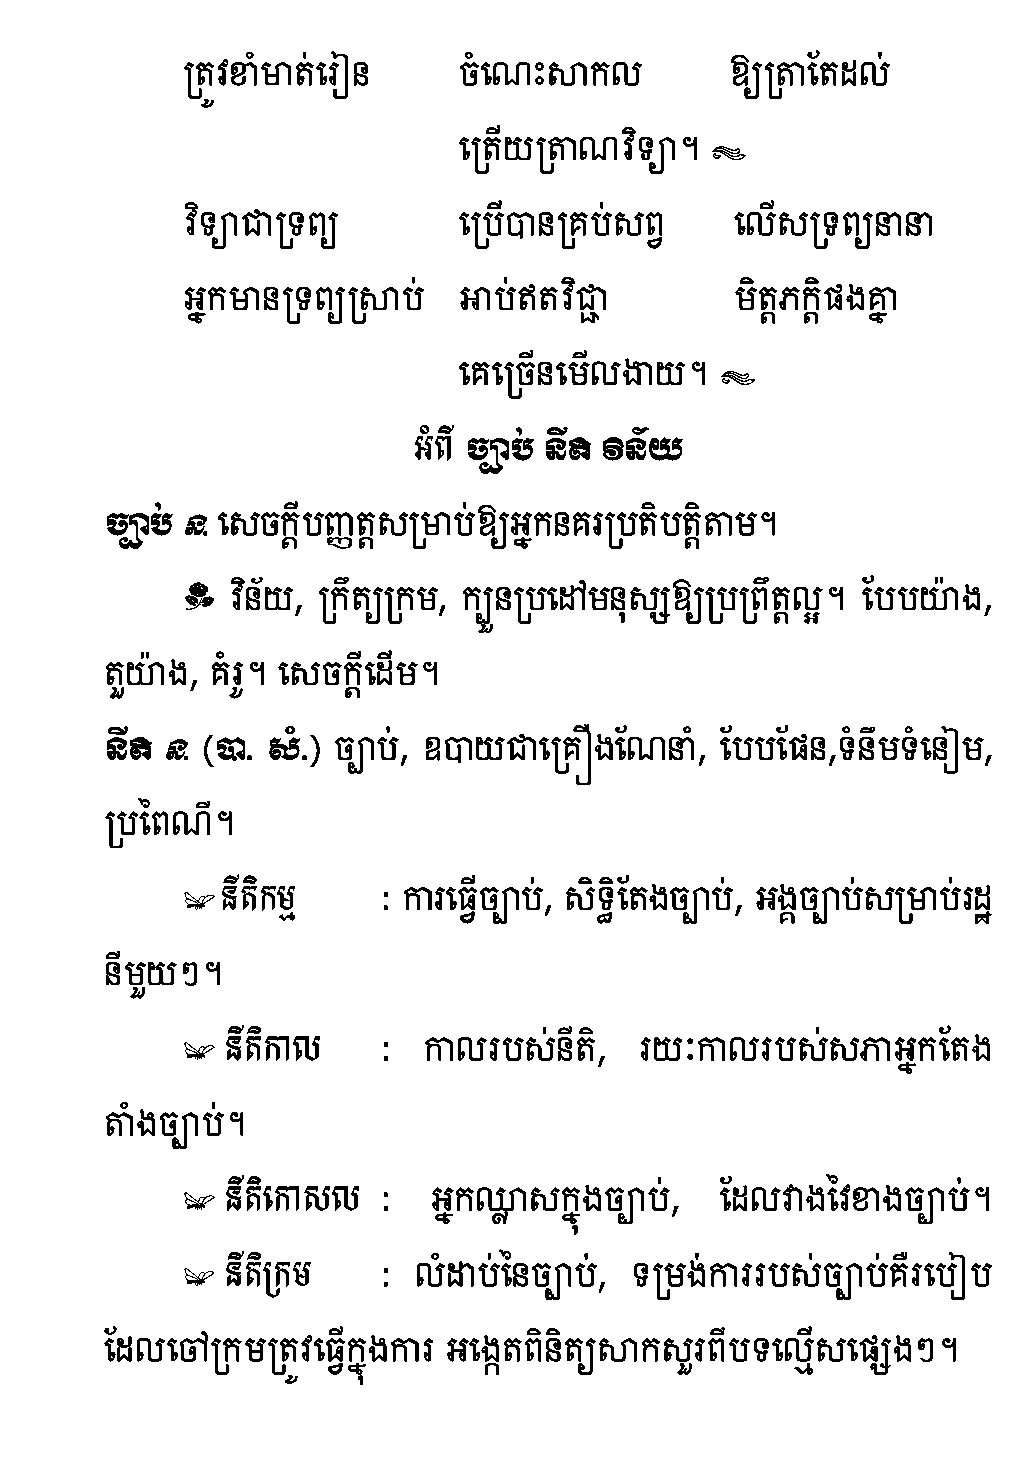 ត្រូវខាំមាត់រៀន ចំណេះសាកល ឱ្យត្រាតែដល់
ត្រើយត្រាណវិទ្យា។
វិទ្យាជាទ្រព្យ ប្រើបានគ្រប់សព្វ លើសទ្រព្យនានា
អ្នកមានទ្រព្យស្រាប់ អាប់ឥតវិជ្ជា មិត្តភក្តិផងគ្នា
គេច្រើនមើលងាយ។
អំពី ច្បាប់ នីតិ វិន័យ
ច្បាប់ ន. សេចក្តីបញ្ញត្តសម្រាប់ឱ្យអ្នកនគរប្រតិបត្តិតាម។
វិន័យ, ក្រឹត្យក្រម, ក្បួនប្រដៅមនុស្សឱ្យប្រព្រឹត្តល្អ។ បែបយ៉ាង,
តួយ៉ាង, គំរូ។ សេចក្តីដើម។
នីតិ ន. (បា. សំ.) ច្បាប់, ឧបាយជាគ្រឿងណែនាំ, បែបផែន,ទំនឹមទំនៀម,
ប្រពៃណី។
នីតិកម្ម : ការធ្វើច្បាប់, សិទ្ធិតែងច្បាប់, អង្គច្បាប់សម្រាប់រដ្ឋ
នីមួយៗ។
នីតិកាល : កាលរបស់នីតិ, រយៈកាលរបស់សភាអ្នកតែង
តាំងច្បាប់។
នីតិកោសល : អ្នកឈ្លាសក្នុងច្បាប់, ដែលវាងវៃខាងច្បាប់។
នីតិក្រម : លំដាប់នៃច្បាប់, ទម្រង់ការរបស់ច្បាប់គឺរបៀប
ដែលចៅក្រមត្រូវធ្វើក្នុងការ អង្កេតពិនិត្យសាកសួរពីបទល្មើសផ្សេងៗ។